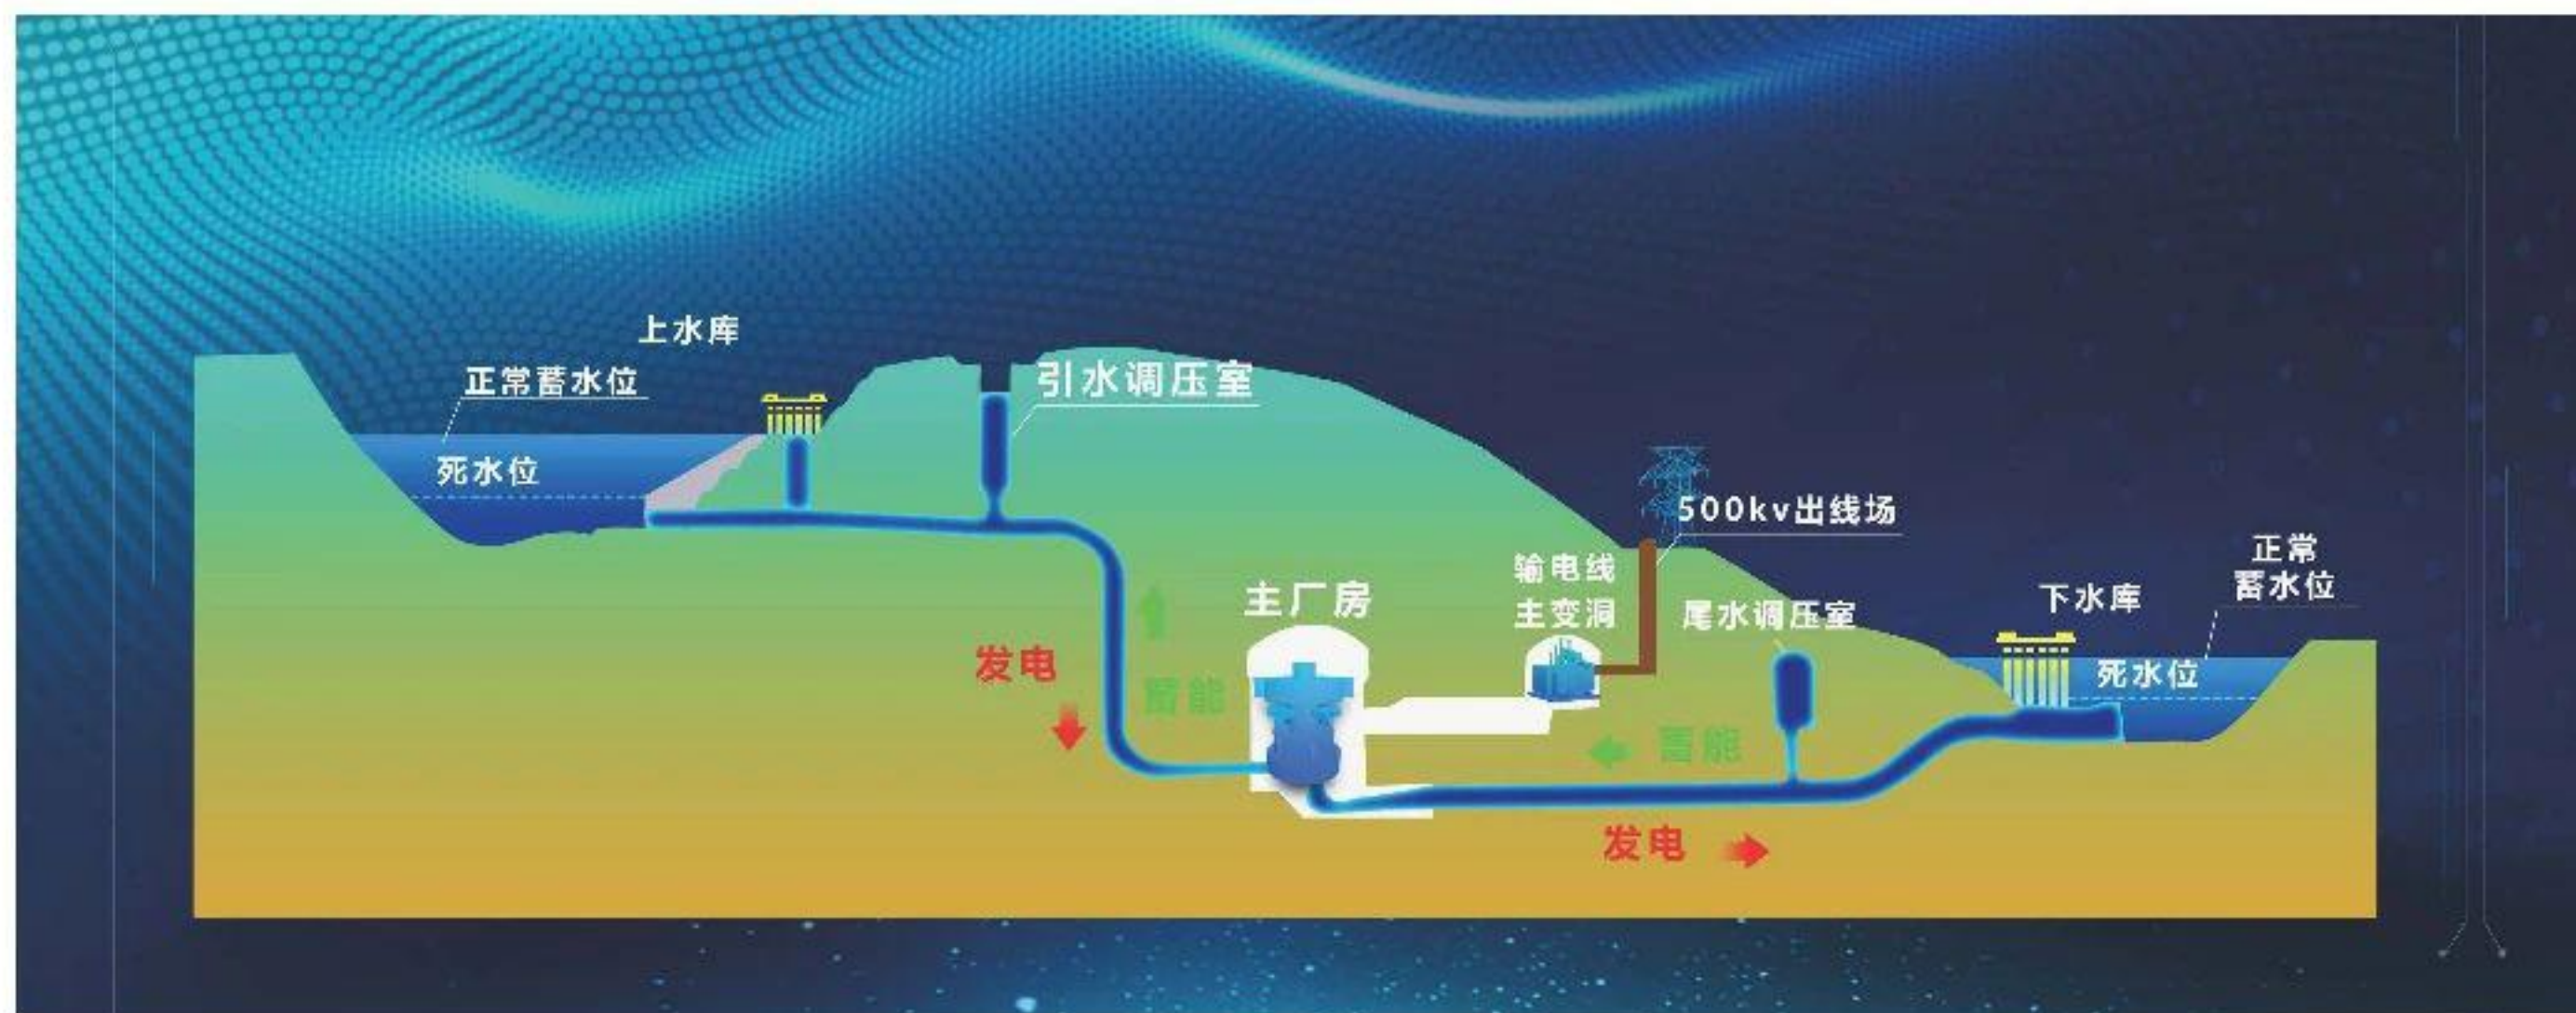 上水库
正常蓄水位
死水位
引水调压室
500kv出线场
输电线
主变洞
主厂房
尾水调压室
正常
蓄水位
下水库
死水位
发电
蓄能
蓄能
发电